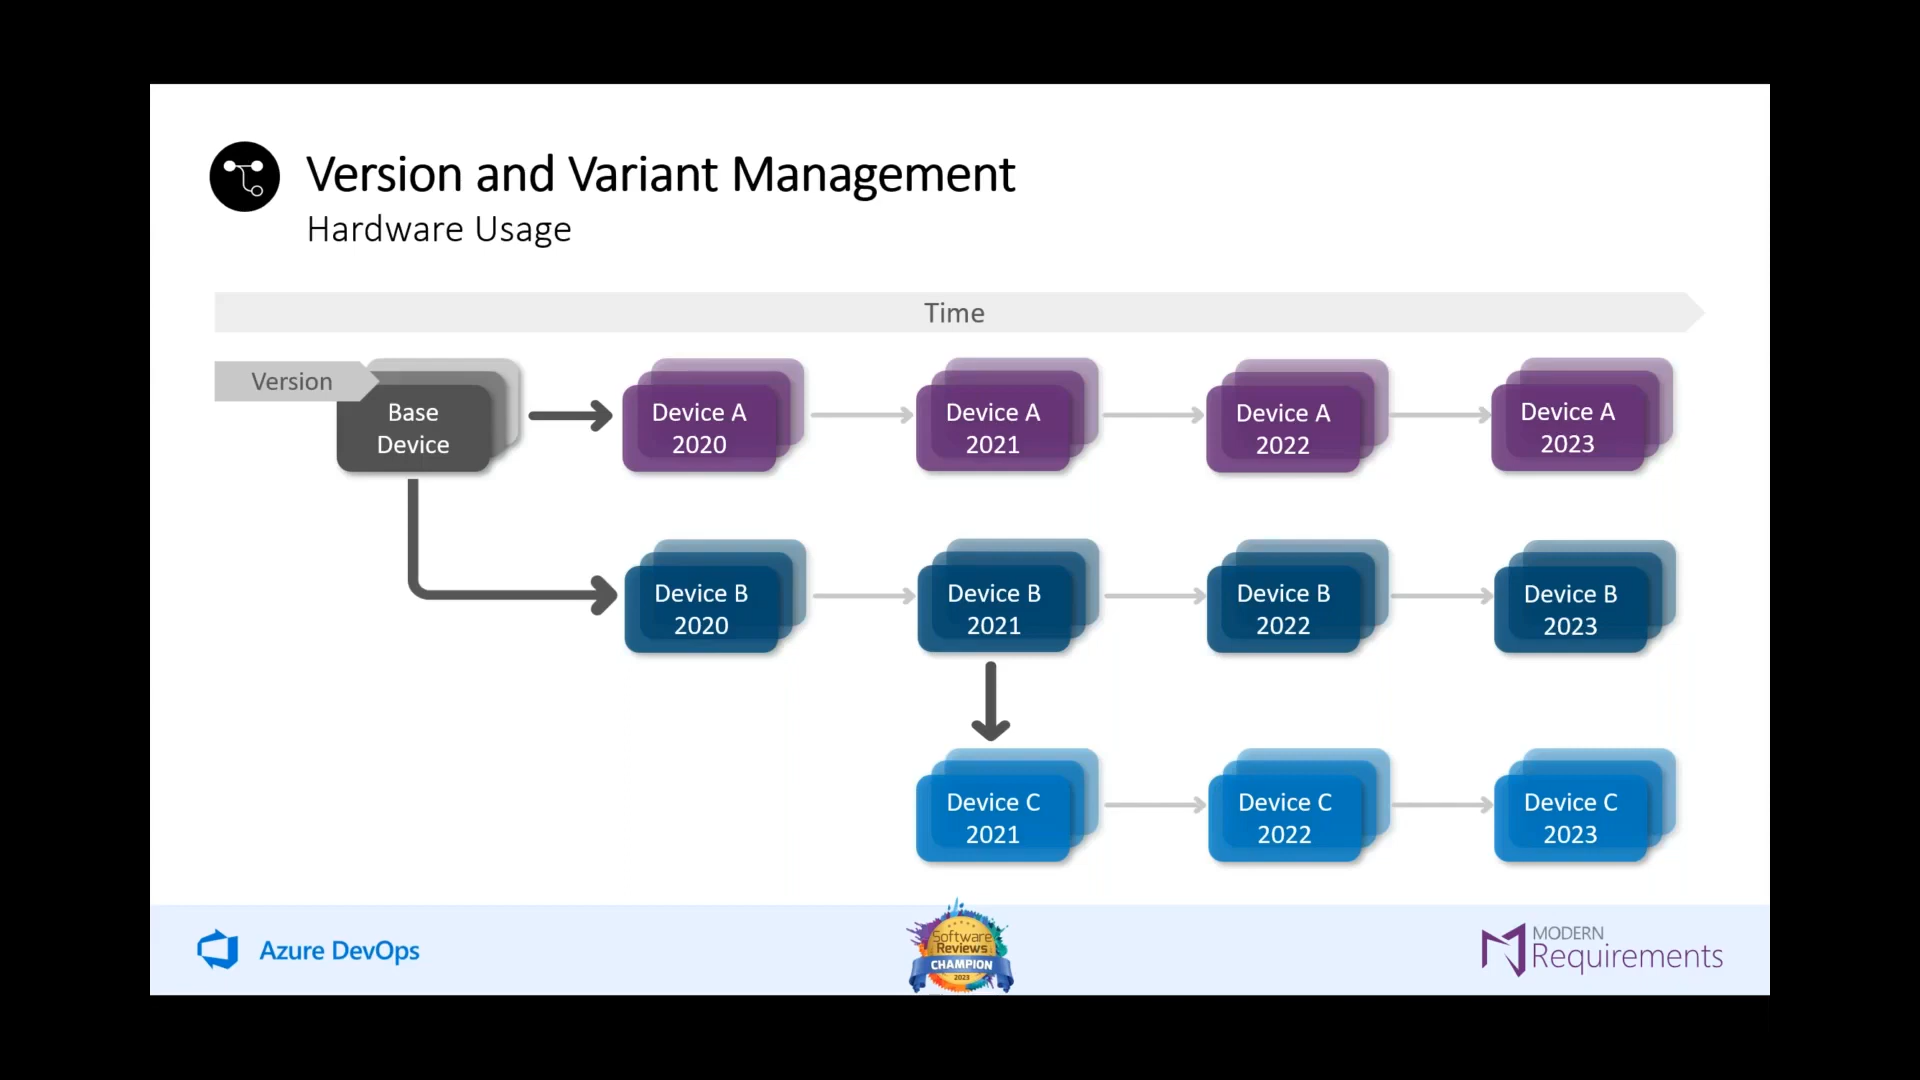 Version and Variant Management
Hardware Usage
Time
Version
Base
Device
Device A
2020
Device A
2021
Device A
2022
Device A
2023
Device B
2020
Device B
2021
Device B
2022
Device B
2023
Device C
2021
Device C
2022
Device C
2023
Azure DevOps
Software
Reviews
CHAMPION
2023
MODERN
Requirements